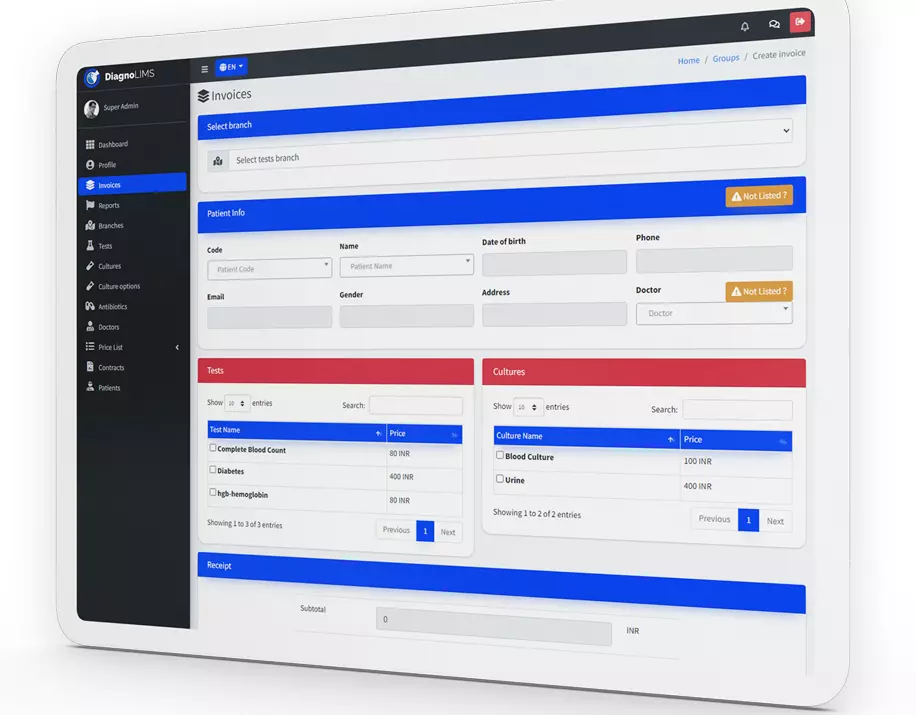 DiagnoLIMS
EN
Home / Groups / Create invoice
Super Admin
Dashboard
Profile
Invoices
Reports
Branches
Tests
Cultures
Culture options
Antibiotics
Doctors
Price List
Contracts
Patients
Invoices
Select branch
Select tests branch
Patient Info
Not Listed ?
Code
Name
Date of birth
Phone
Patient Code
Patient Name
Email
Gender
Address
Doctor
Not Listed ?
Doctor
Tests
Show 10 entries
Search:
Test Name Price
Complete Blood Count 80 INR
Diabetes 400 INR
hgb-hemoglobin 80 INR
Showing 1 to 3 of 3 entries
Previous 1 Next
Cultures
Show 10 entries
Search:
Culture Name Price
Blood Culture 100 INR
Urine 400 INR
Showing 1 to 2 of 2 entries
Previous 1 Next
Receipt
Subtotal 0 INR